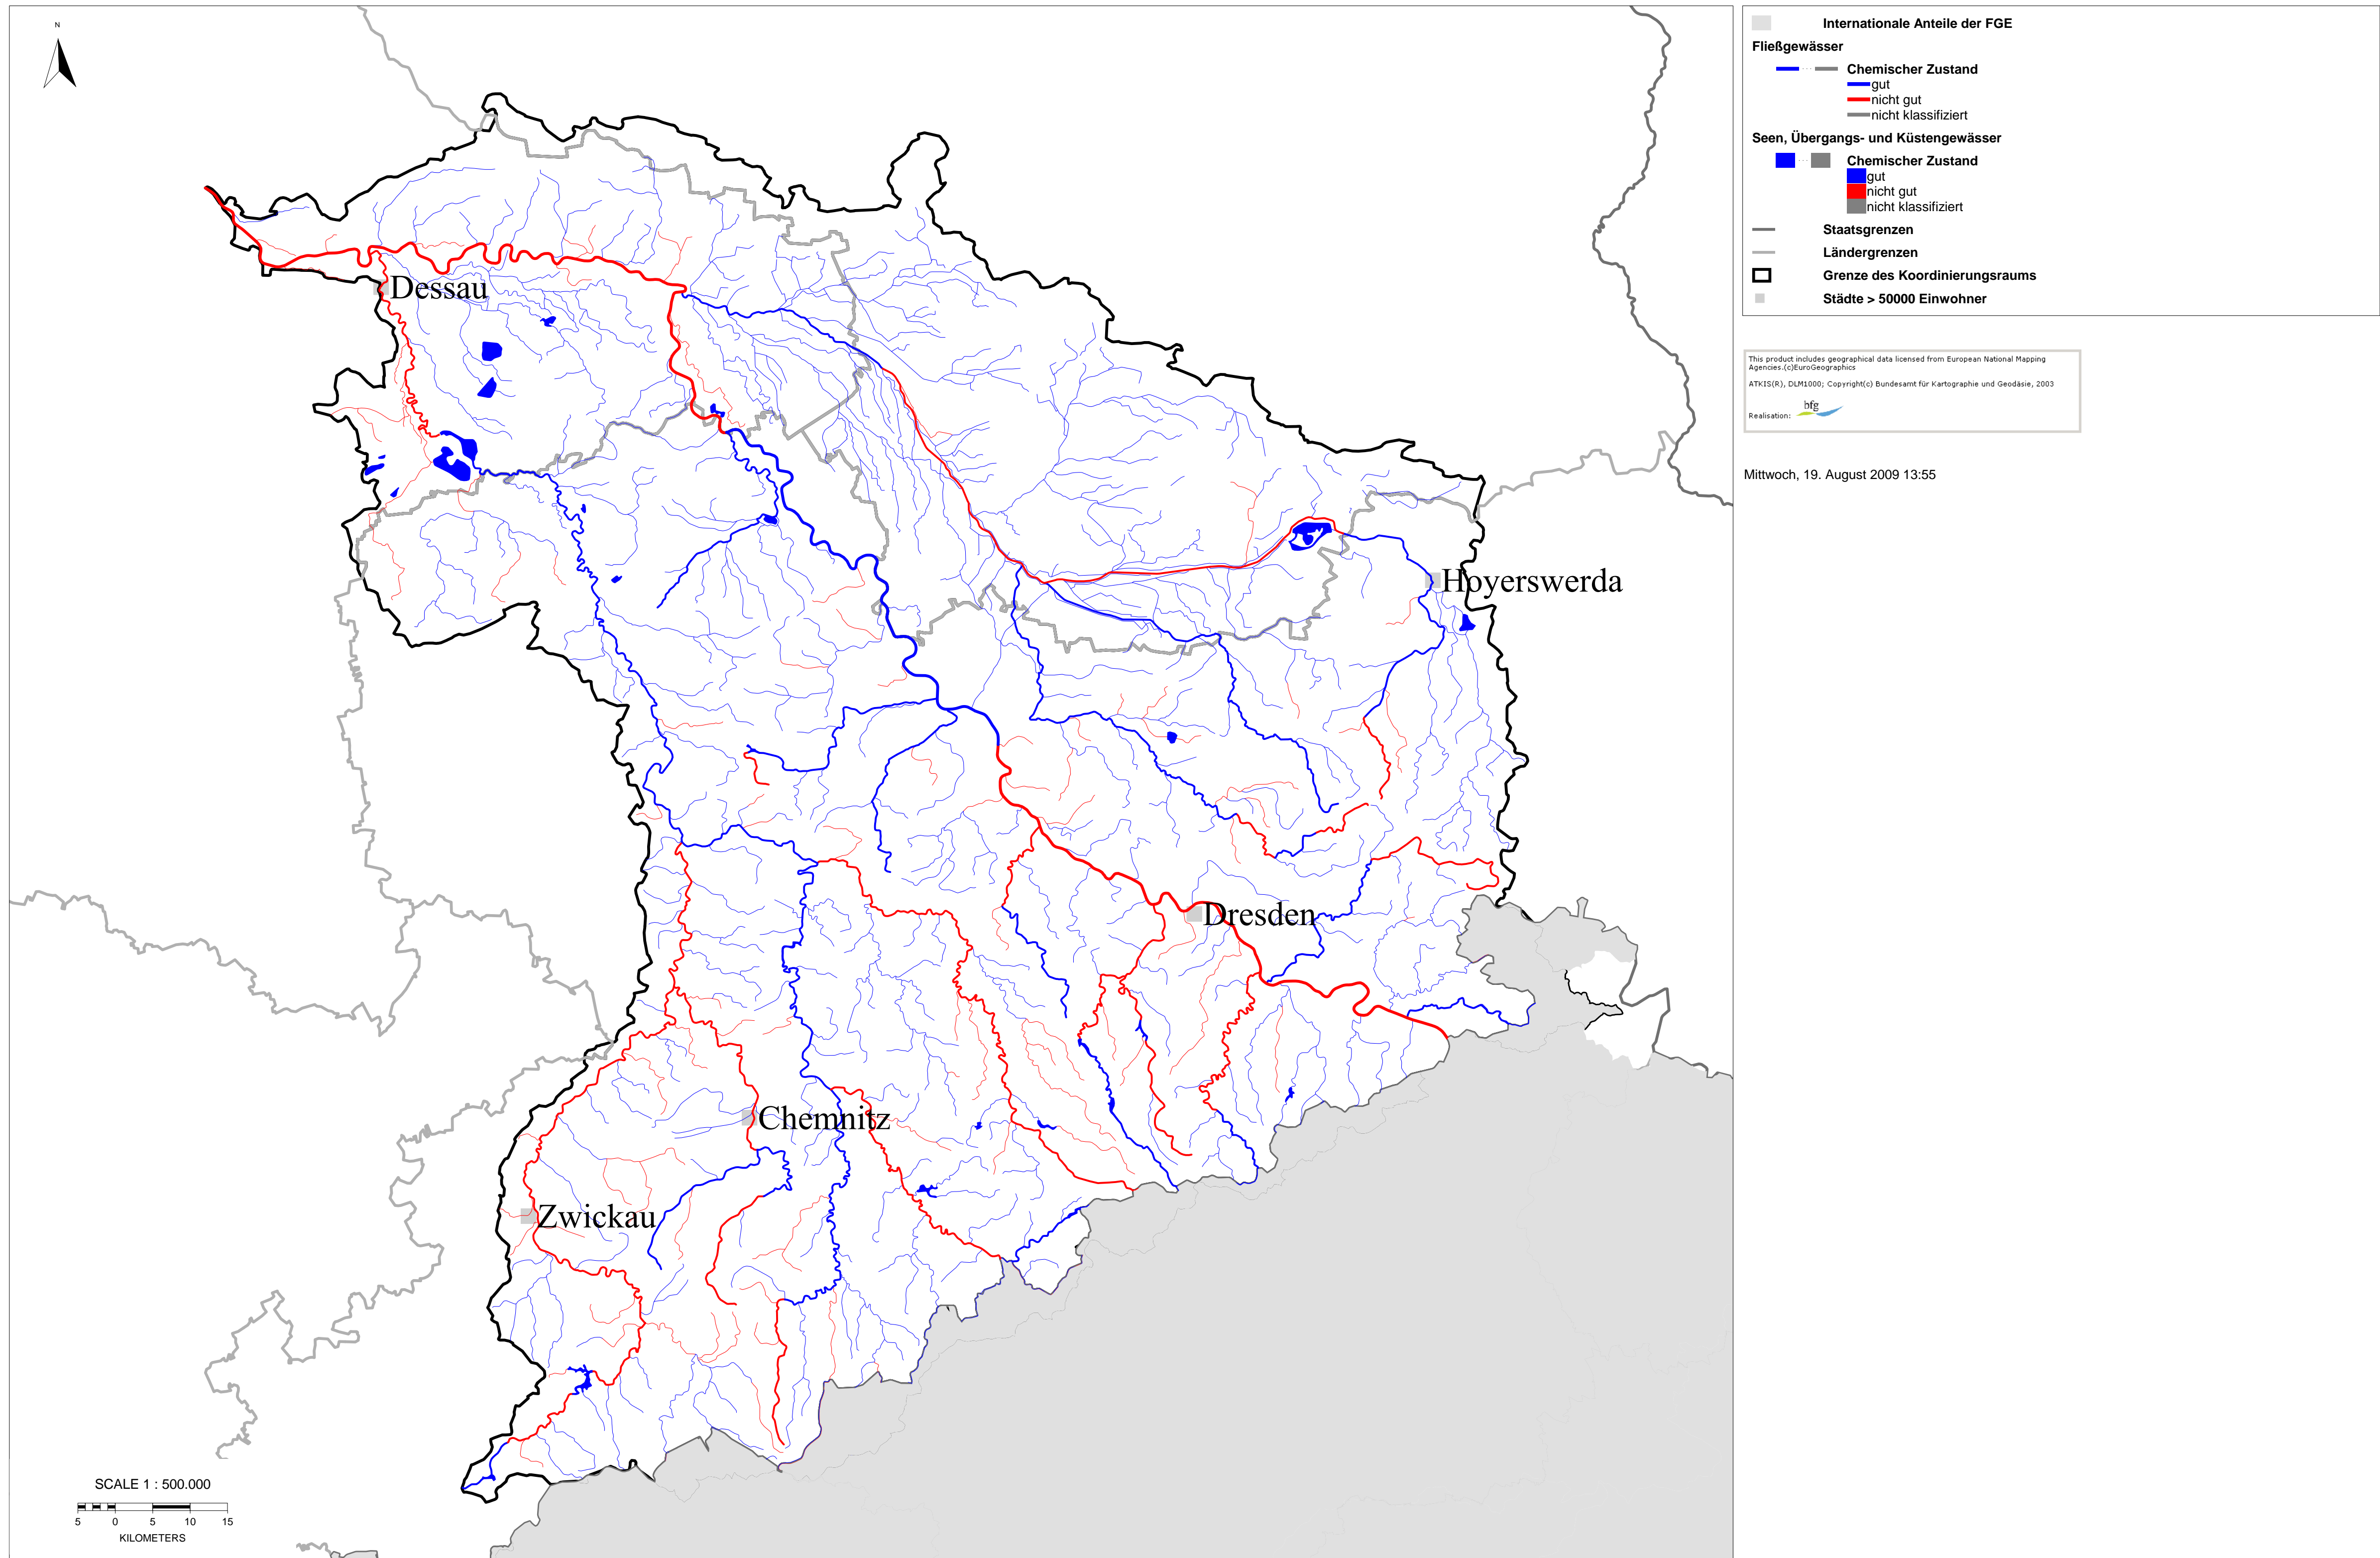 N
Dessau
Hoyerswerda
Dresden
Chemnitz
Zwickau
SCALE 1 : 500.000
5 0 5 10 15
KILOMETERS
Internationale Anteile der FGE
Fließgewässer
Chemischer Zustand
gut
nicht gut
nicht klassifiziert
Seen, Übergangs- und Küstengewässer
Chemischer Zustand
gut
nicht gut
nicht klassifiziert
Staatsgrenzen
Ländergrenzen
Grenze des Koordinierungsraums
Städte > 50000 Einwohner
This product includes geographical data licensed from European National Mapping
Agencies.(c)EuroGeographics
ATKIS(R), DLM1000; Copyright(c) Bundesamt für Kartographie und Geodäsie, 2003
Realisation: bfg
Mittwoch, 19. August 2009 13:55